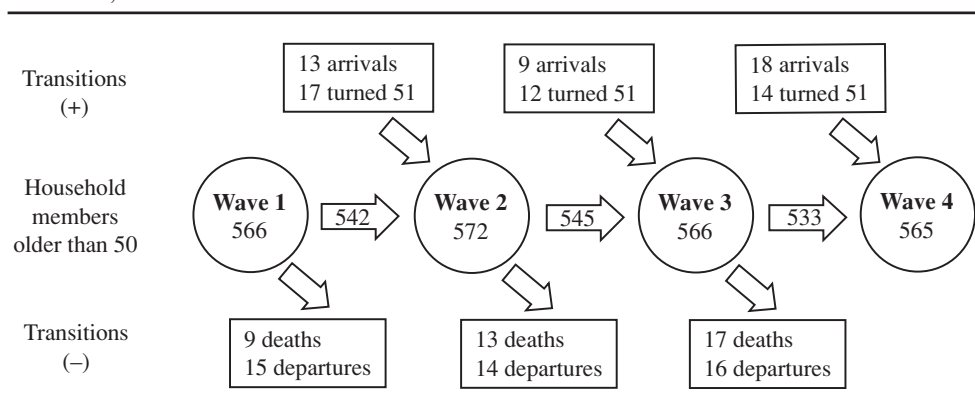 Transitions
(+)
13 arrivals
17 turned 51
9 arrivals
12 turned 51
18 arrivals
14 turned 51
Household
members
older than 50
Wave 1
566
542
Wave 2
572
545
Wave 3
566
533
Wave 4
565
Transitions
(–)
9 deaths
15 departures
13 deaths
14 departures
17 deaths
16 departures